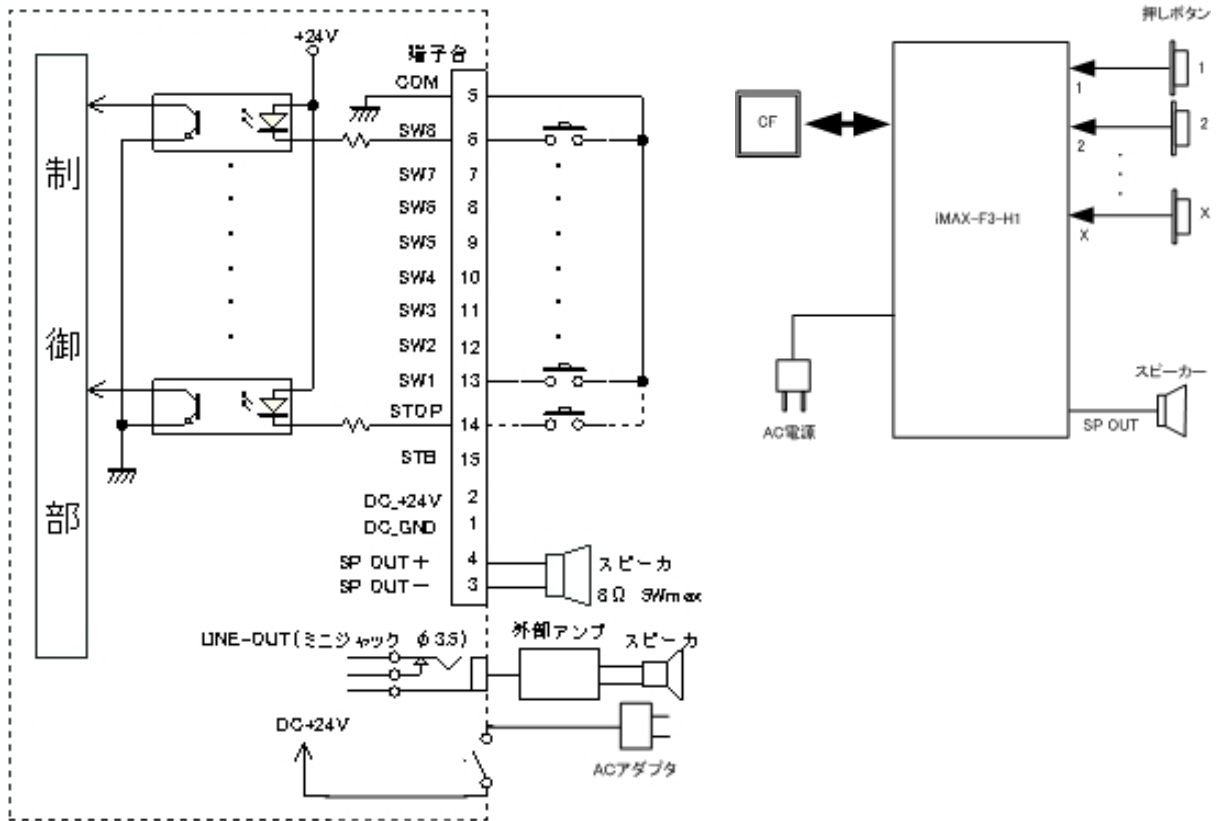 +24V
端子台
制御部
COM 5
SW8 6
SW7 7
SW6 8
SW5 9
SW4 10
SW3 11
SW2 12
SW1 13
STOP 14
STB 15
DC_+24V 2
DC_GND 1
SP OUT＋ 4
SP OUT－ 3
スピーカ
8Ω 9Wmax
LINE-OUT(ミニジャック φ3.5)
外部アンプ
スピーカ
DC+24V
ACアダプタ
押しボタン
CF
iMAX-F3-H1
1
1
2
2
X
X
AC電源
スピーカー
SP OUT